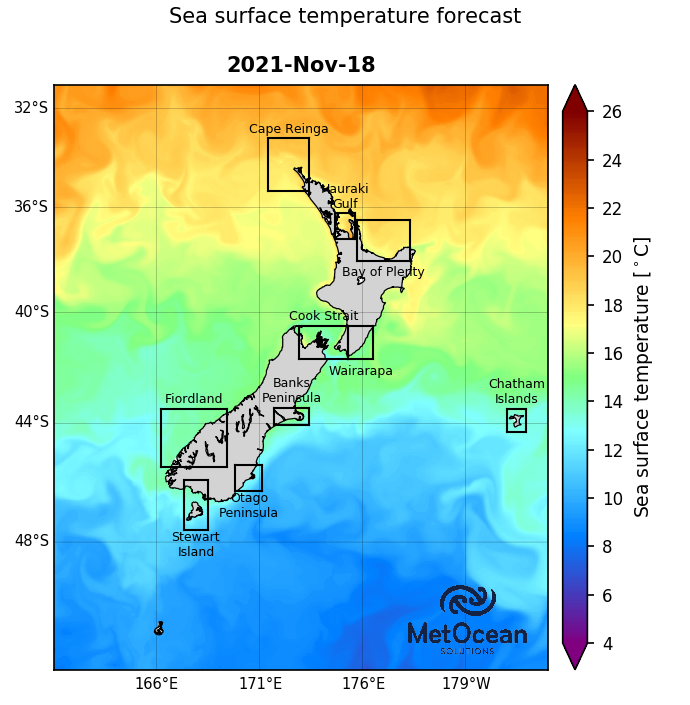 Sea surface temperature forecast
2021-Nov-18
32°S
36°S
40°S
44°S
48°S
166°E
171°E
176°E
179°W
Cape Reinga
Hauraki
Gulf
Bay of Plenty
Cook Strait
Wairarapa
Banks
Peninsula
Fiordland
Chatham
Islands
Otago
Peninsula
Stewart
Island
MetOcean
SOLUTIONS
26
24
22
20
18
16
14
12
10
8
6
4
Sea surface temperature [°C]